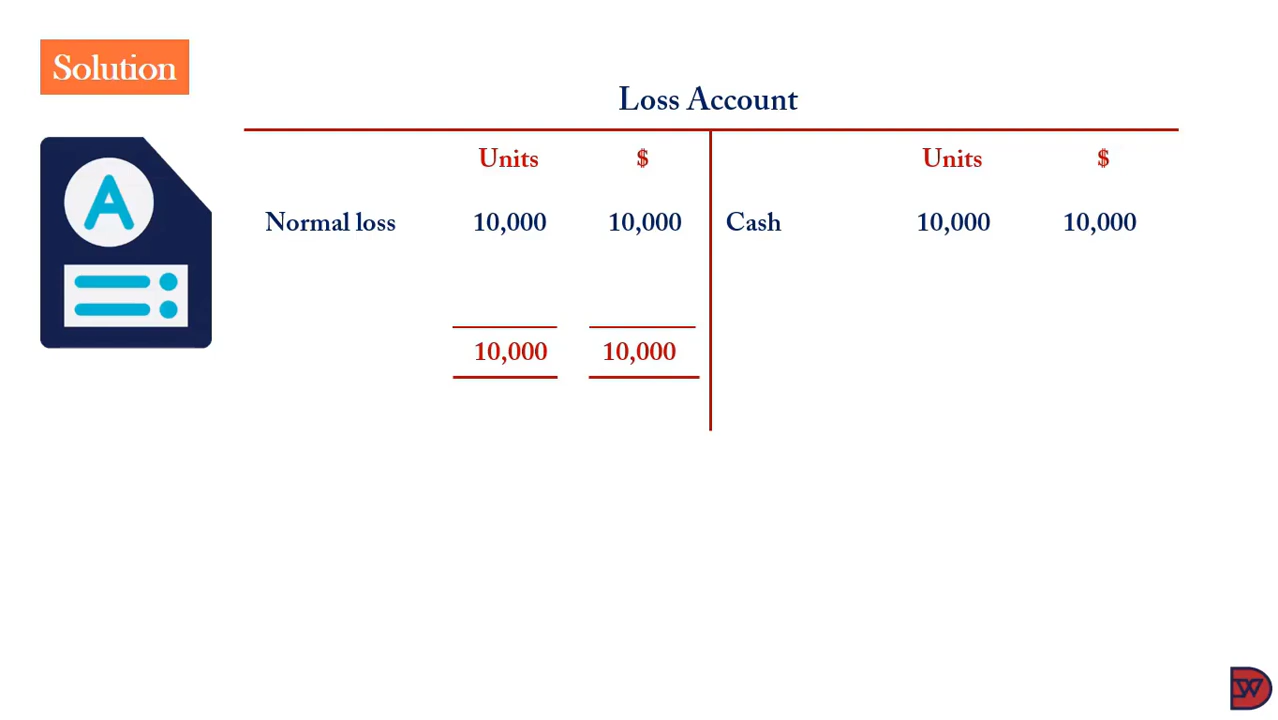 Solution
Loss Account
Units $ Units $
Normal loss 10,000 10,000 Cash 10,000 10,000
10,000 10,000
A
DW